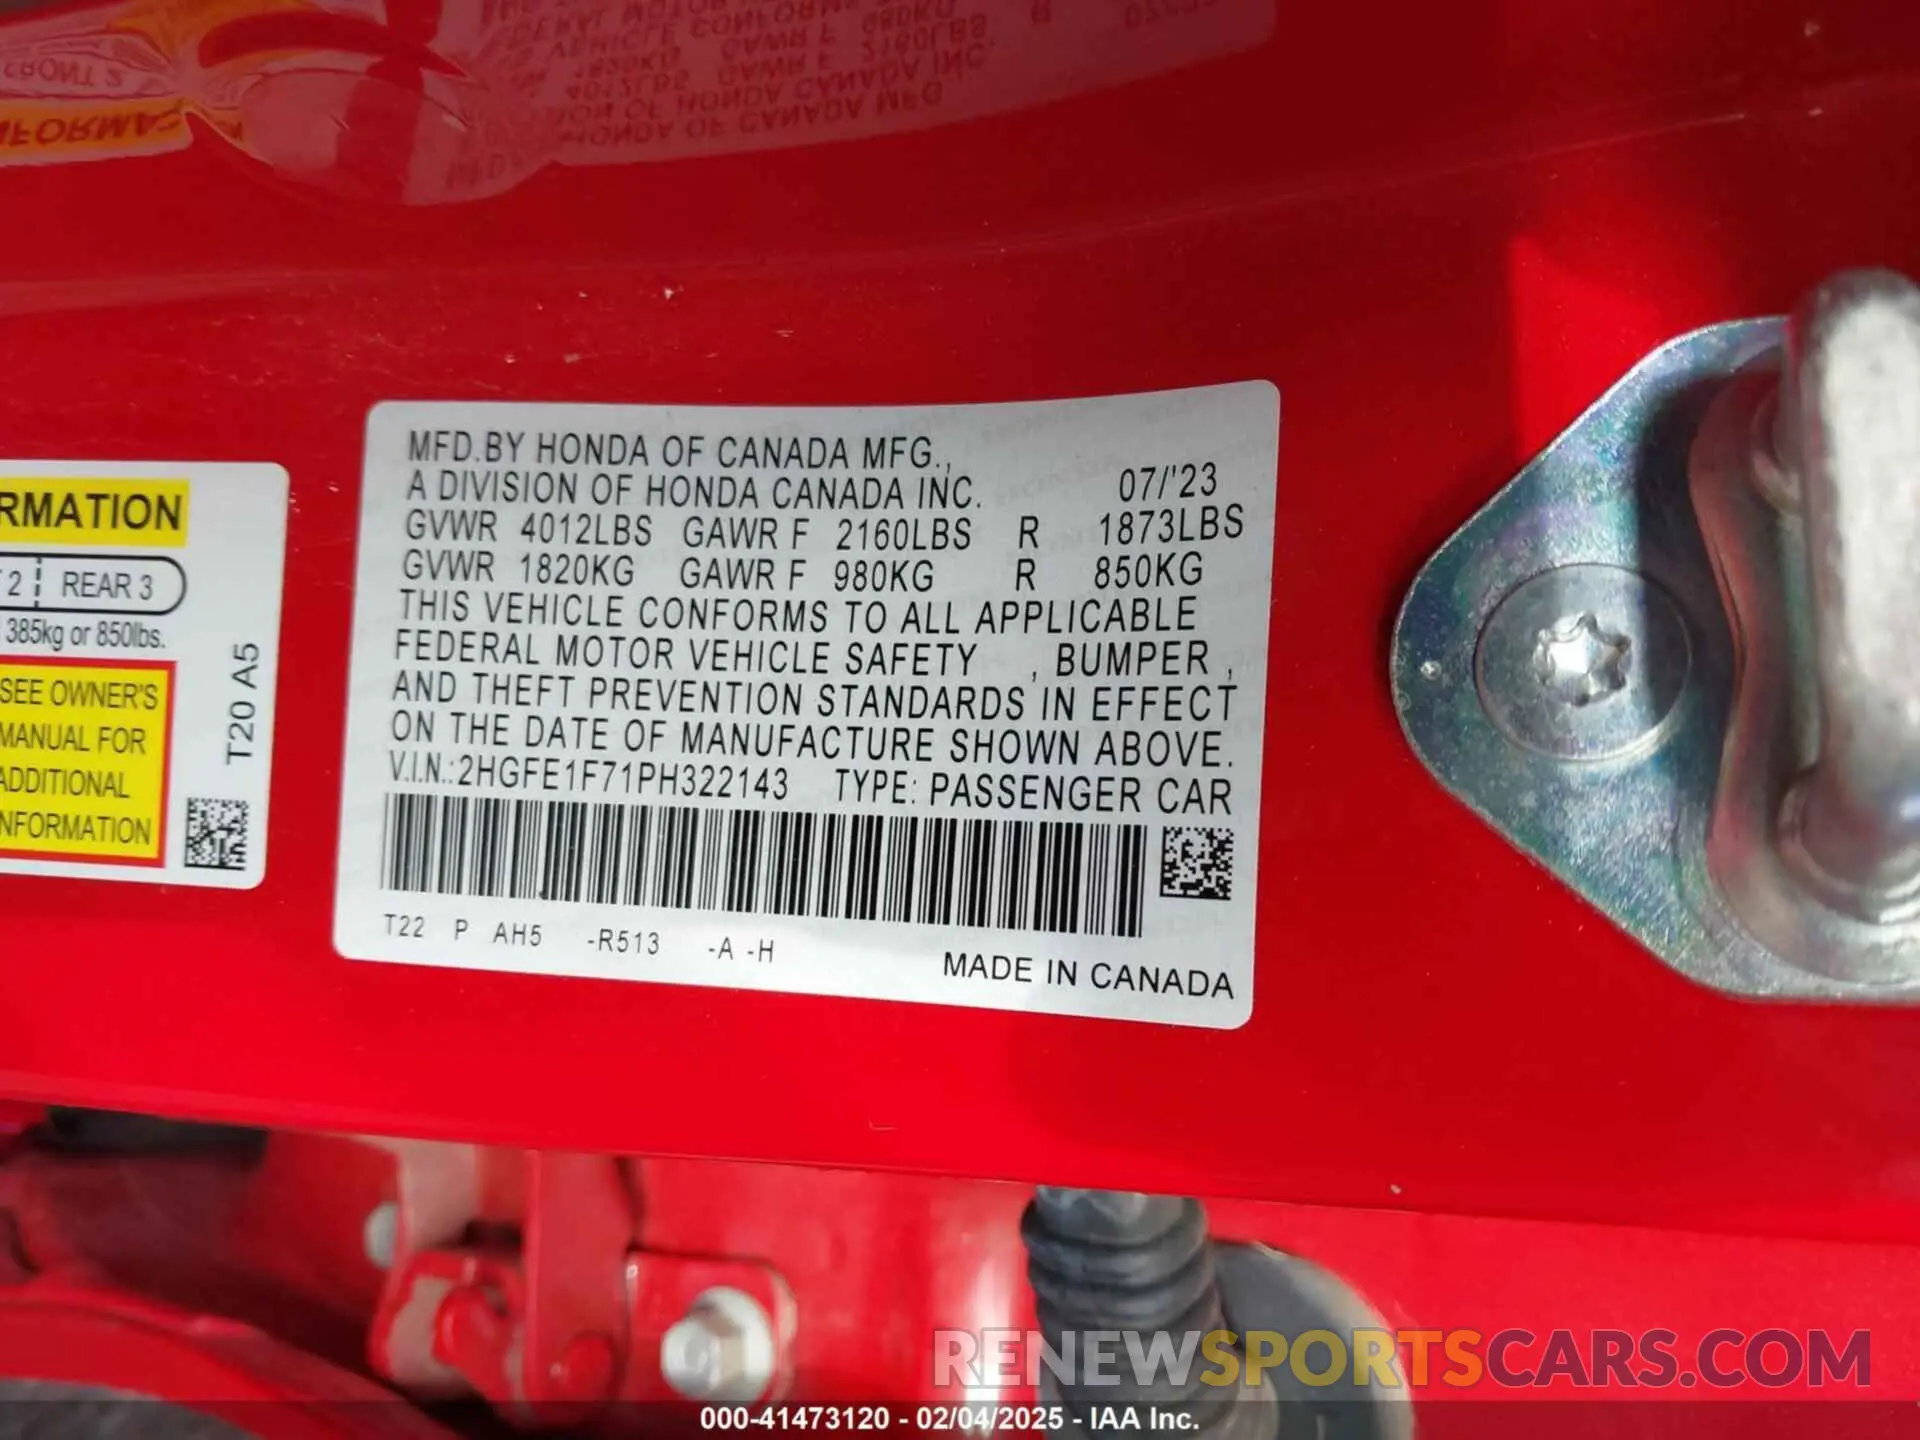 MFD.BY HONDA OF CANADA MFG.,
A DIVISION OF HONDA CANADA INC. 07/'23
GVWR 4012LBS GAWR F 2160LBS R 1873LBS
GVWR 1820KG GAWR F 980KG R 850KG
THIS VEHICLE CONFORMS TO ALL APPLICABLE
FEDERAL MOTOR VEHICLE SAFETY , BUMPER ,
AND THEFT PREVENTION STANDARDS IN EFFECT
ON THE DATE OF MANUFACTURE SHOWN ABOVE.
V.I.N.:2HGFE1F71PH322143 TYPE: PASSENGER CAR
T22 P AH5 -R513 -A -H
MADE IN CANADA
RMATION
2 REAR 3
385kg or 850lbs.
SEE OWNER'S
MANUAL FOR
ADDITIONAL
INFORMATION
T20 A5
RENEWSPORTSCARS.COM
000-41473120 - 02/04/2025 - IAA Inc.